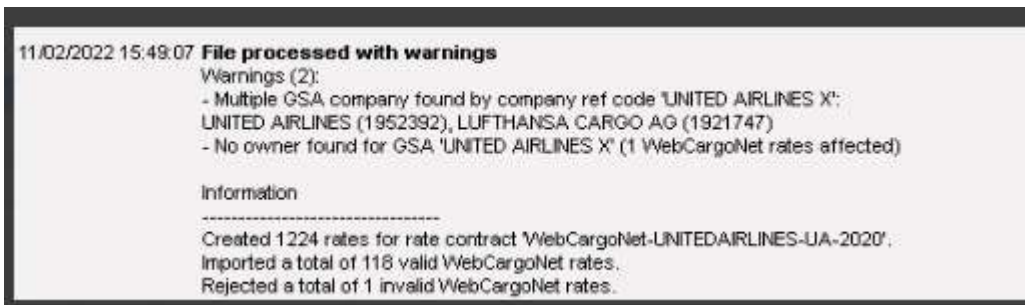 11/02/2022 15:49:07 File processed with warnings
Warnings (2):
- Multiple GSA company found by company ref code 'UNITED AIRLINES X':
UNITED AIRLINES (1952392), LUFTHANSA CARGO AG (1921747)
- No owner found for GSA 'UNITED AIRLINES X' (1 WebCargoNet rates affected)
Information
----------------------------------
Created 1224 rates for rate contract 'WebCargoNet-UNITEDAIRLINES-UA-2020'.
Imported a total of 118 valid WebCargoNet rates.
Rejected a total of 1 invalid WebCargoNet rates.